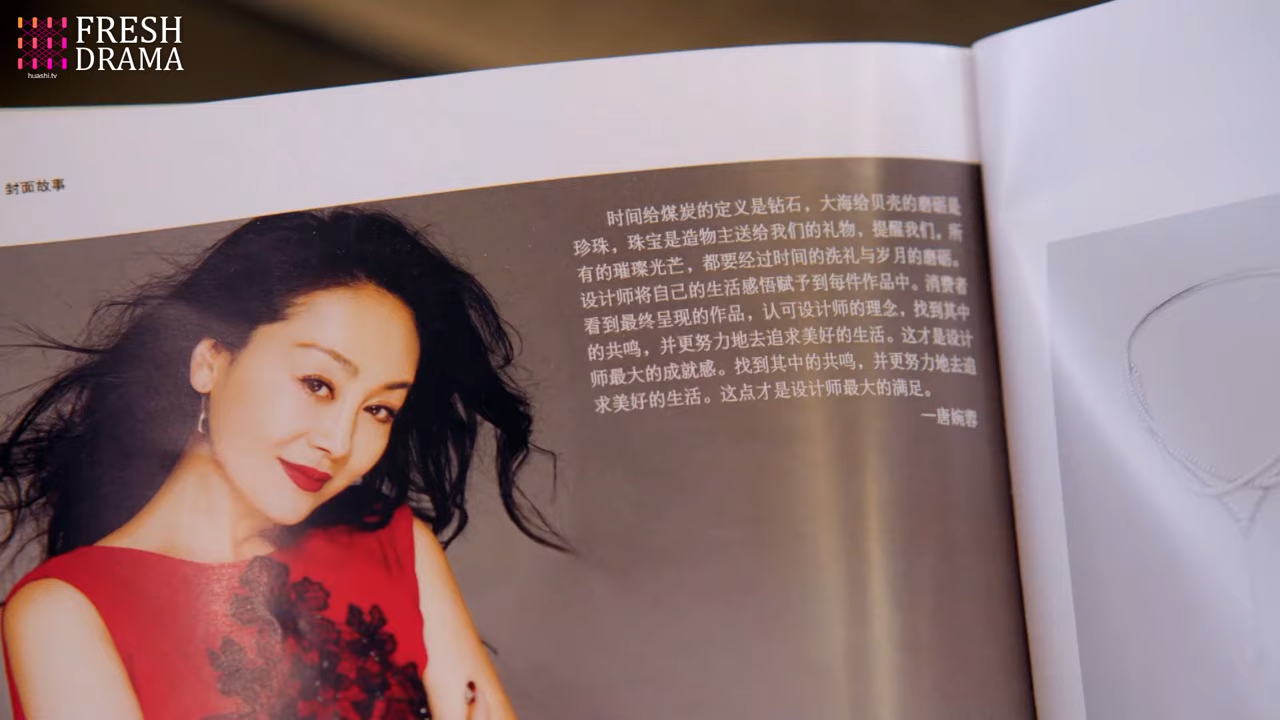 FRESH
DRAMA
huashi.tv
封面故事
时间给煤炭的定义是钻石，大海给贝壳的磨砺是
珍珠，珠宝是造物主送给我们的礼物，提醒我们，所
有的璀璨光芒，都要经过时间的洗礼与岁月的磨砺。
设计师将自己的生活感悟赋予到每件作品中。消费者
看到最终呈现的作品，认可设计师的理念，找到其中
的共鸣，并更努力地去追求美好的生活。这才是设计
师最大的成就感。找到其中的共鸣，并更努力地去追
求美好的生活。这点才是设计师最大的满足。
—唐婉蓉